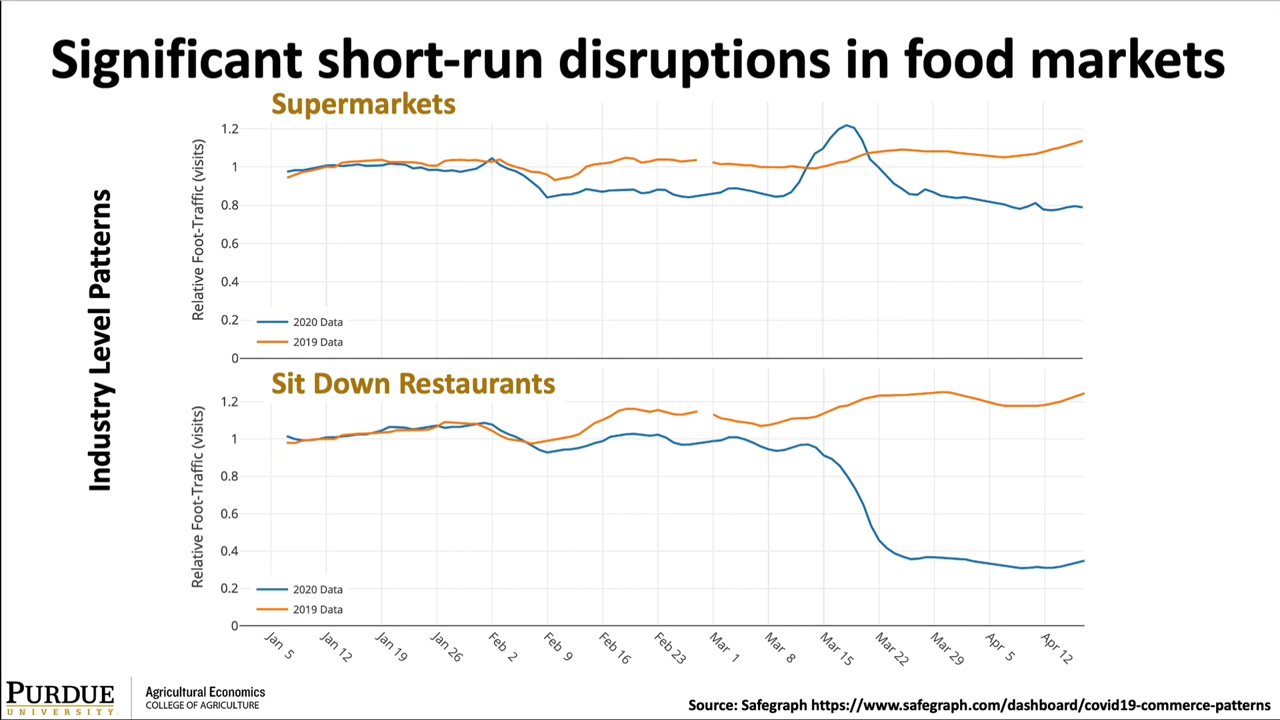 Significant short-run disruptions in food markets
Industry Level Patterns
Supermarkets
Relative Foot-Traffic (visits)
1.2
1
0.8
0.6
0.4
0.2
0
2020 Data
2019 Data
Sit Down Restaurants
Relative Foot-Traffic (visits)
1.2
1
0.8
0.6
0.4
0.2
0
2020 Data
2019 Data
Jan 5
Jan 12
Jan 19
Jan 26
Feb 2
Feb 9
Feb 16
Feb 23
Mar 1
Mar 8
Mar 15
Mar 22
Mar 29
Apr 5
Apr 12
PURDUE
UNIVERSITY
Agricultural Economics
COLLEGE OF AGRICULTURE
Source: Safegraph https://www.safegraph.com/dashboard/covid19-commerce-patterns